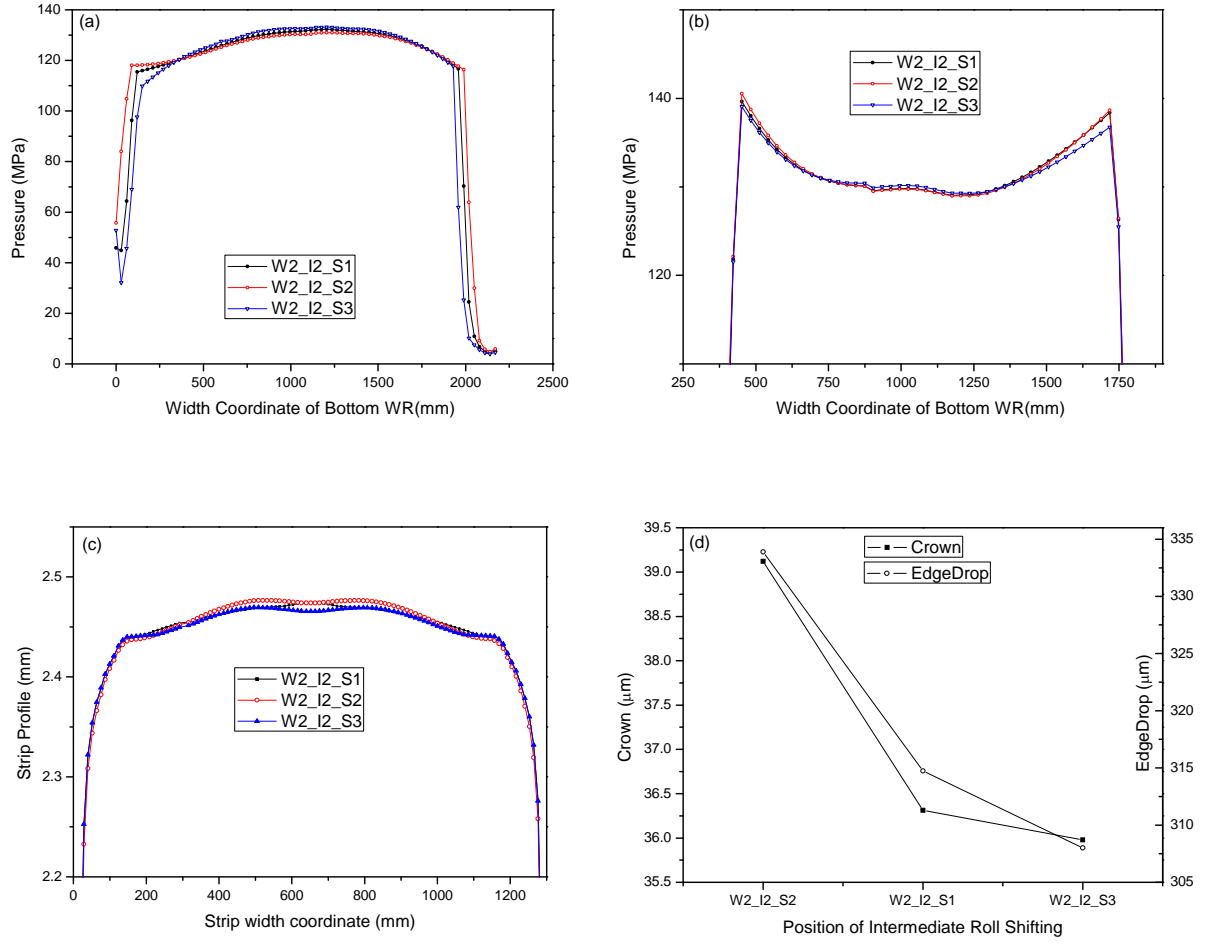 (a)
140
120
100
80
60
40
20
0
Pressure (MPa)
W2_I2_S1
W2_I2_S2
W2_I2_S3
0 500 1000 1500 2000 2500
Width Coordinate of Bottom WR(mm)
(b)
140
120
Pressure (MPa)
W2_I2_S1
W2_I2_S2
W2_I2_S3
250 500 750 1000 1250 1500 1750
Width Coordinate of Bottom WR(mm)
(c)
2.5
2.4
2.3
2.2
Strip Profile (mm)
W2_I2_S1
W2_I2_S2
W2_I2_S3
0 200 400 600 800 1000 1200
Strip width coordinate (mm)
(d)
39.5
39.0
38.5
38.0
37.5
37.0
36.5
36.0
35.5
Crown (μm)
Crown
EdgeDrop
335
330
325
320
315
310
305
EdgeDrop (μm)
W2_I2_S2 W2_I2_S1 W2_I2_S3
Position of Intermediate Roll Shifting